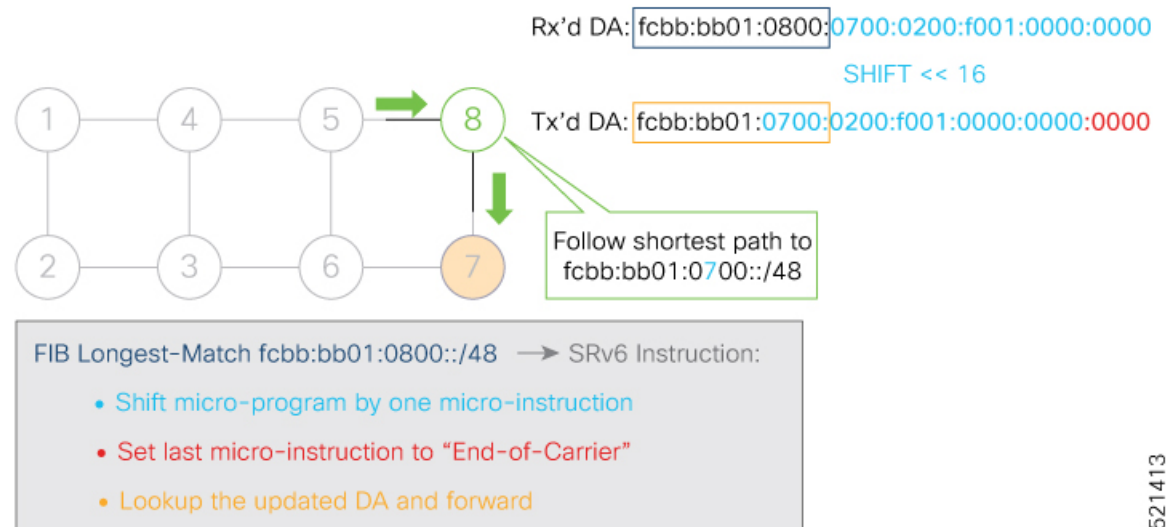 Rx'd DA: fcbb:bb01:0800:0700:0200:f001:0000:0000
SHIFT << 16
Tx'd DA: fcbb:bb01:0700:0200:f001:0000:0000:0000
1
4
5
8
2
3
6
7
Follow shortest path to
fcbb:bb01:0700::/48
FIB Longest-Match fcbb:bb01:0800::/48 → SRv6 Instruction:
• Shift micro-program by one micro-instruction
• Set last micro-instruction to “End-of-Carrier”
• Lookup the updated DA and forward
521413